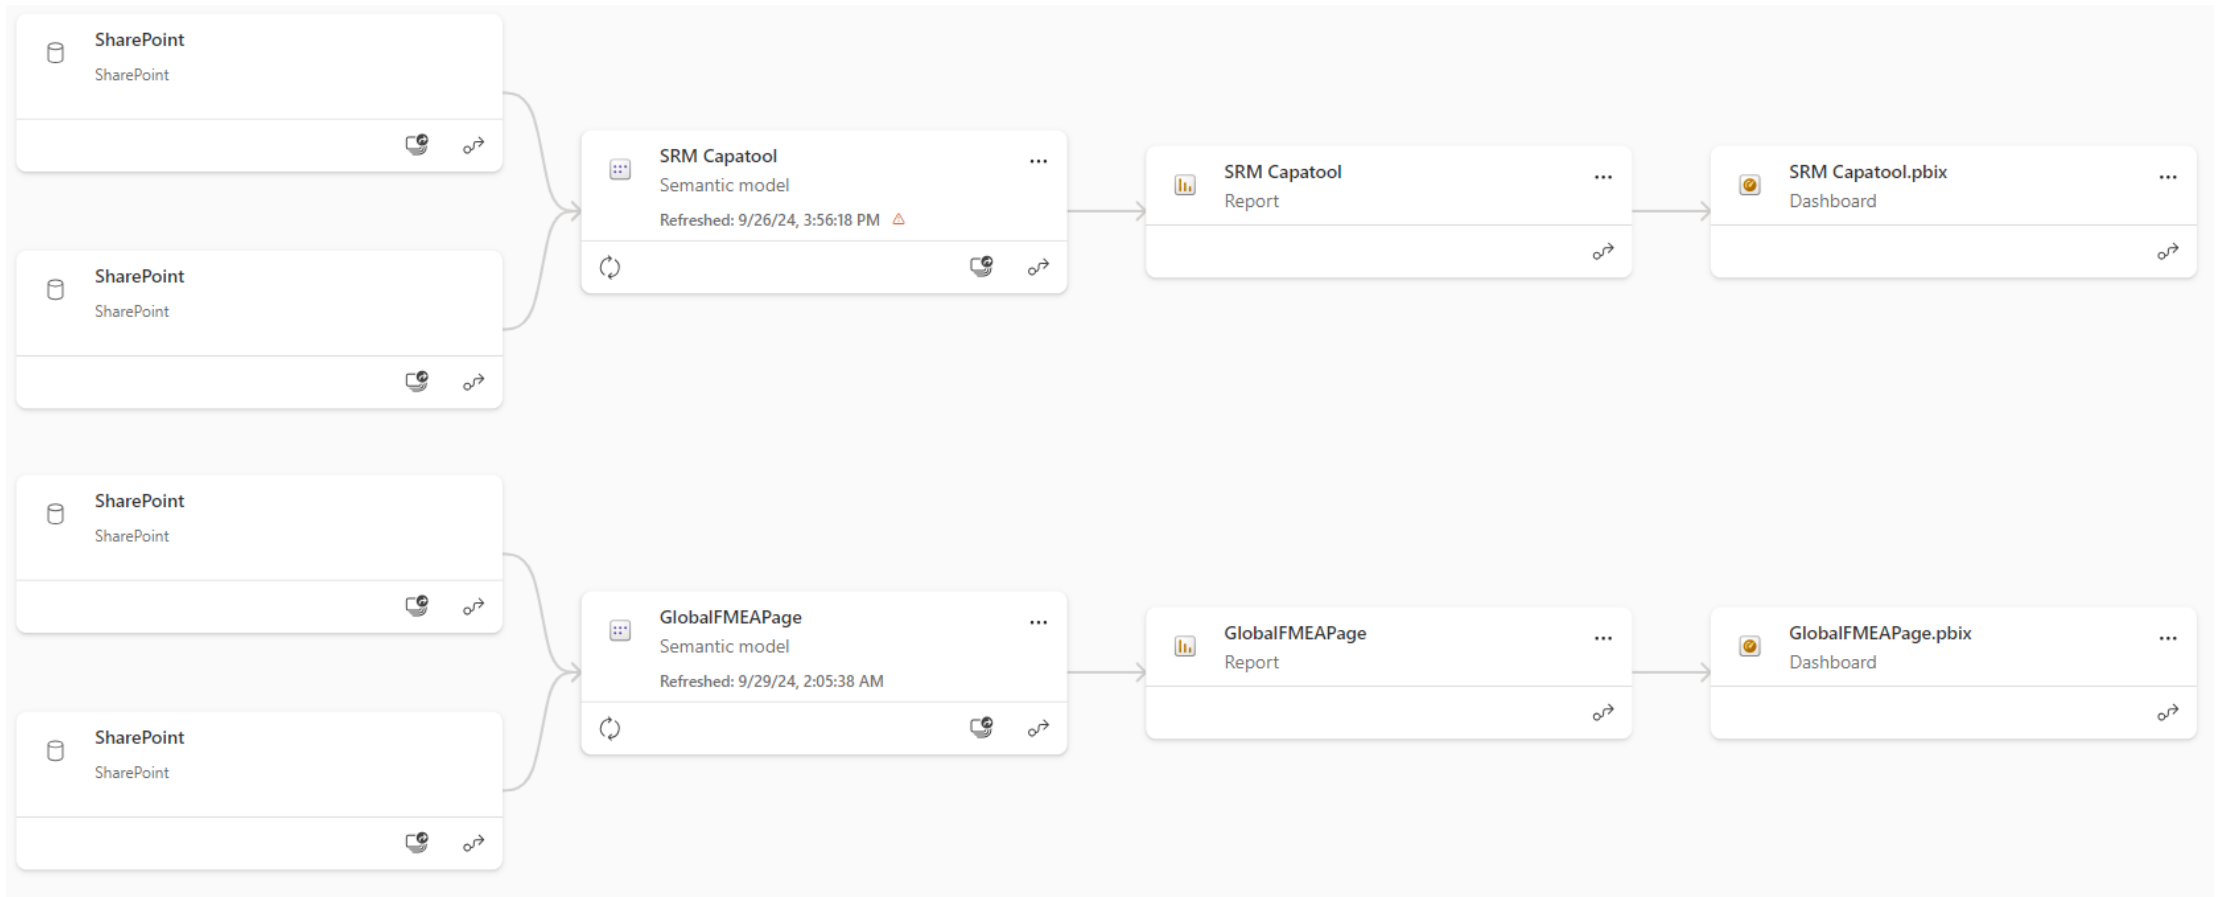 SharePoint
SharePoint
SharePoint
SharePoint
SRM Capatool
Semantic model
Refreshed: 9/26/24, 3:56:18 PM
SRM Capatool
Report
SRM Capatool.pbix
Dashboard
SharePoint
SharePoint
SharePoint
SharePoint
GlobalFMEAPage
Semantic model
Refreshed: 9/29/24, 2:05:38 AM
GlobalFMEAPage
Report
GlobalFMEAPage.pbix
Dashboard